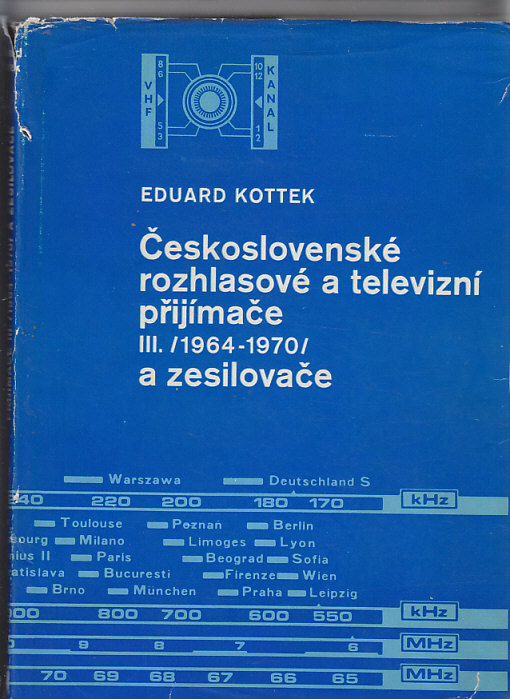 8
6
VHF
5
3
10
12
KANAL
1
2
EDUARD KOTTEK
Československé
rozhlasové a televizní
přijímače
III. /1964-1970/
a zesilovače
Warszawa Deutschland S
240 220 200 180 170 kHz
Toulouse Poznań Berlin
Milano Limoges Lyon
Paris Beograd Sofia
Bucuresti Firenze Wien
Brno München Praha Leipzig
800 700 600 550 kHz
9 8 7 6 MHz
70 69 68 67 66 65 MHz